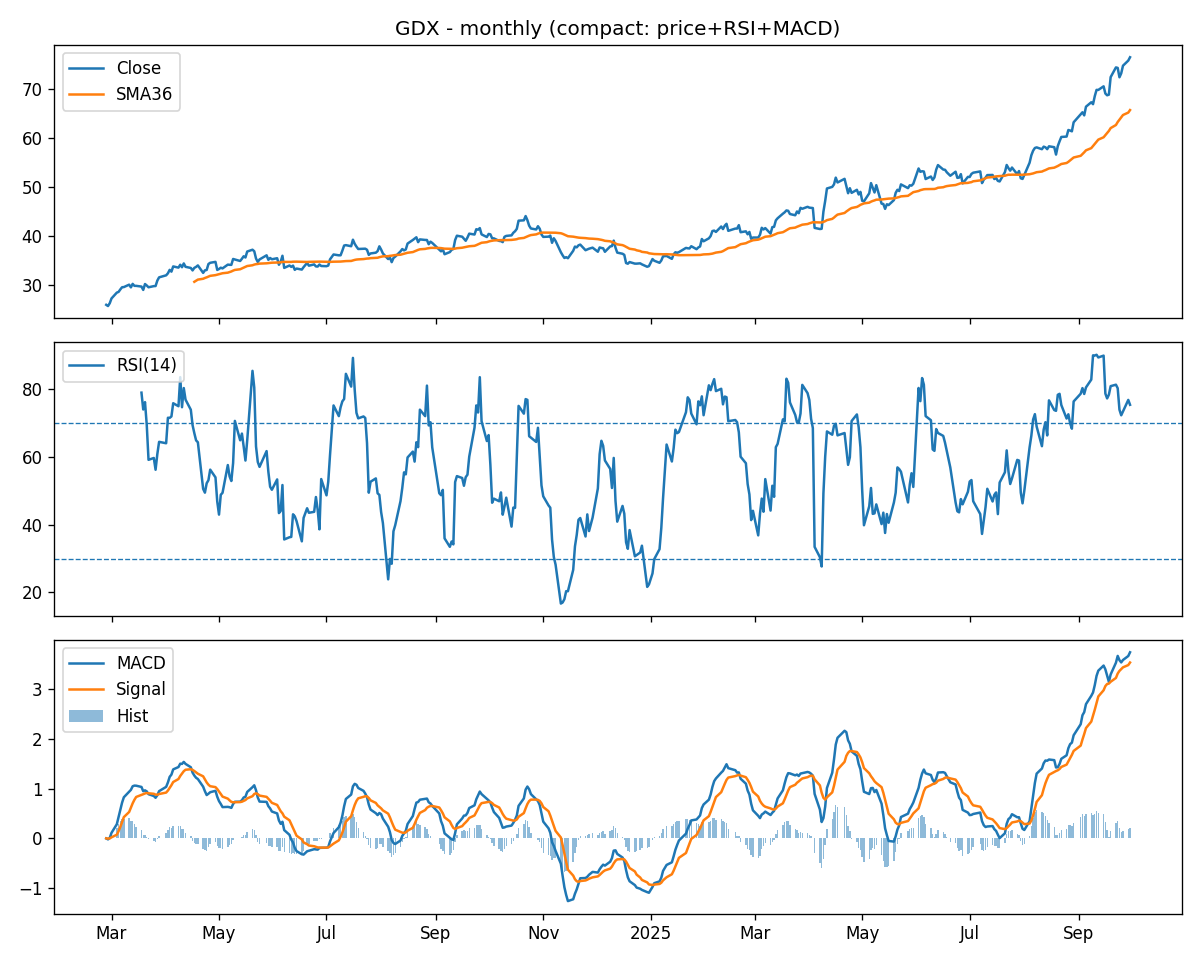 GDX - monthly (compact: price+RSI+MACD)
Close
SMA36
70
60
50
40
30
RSI(14)
80
60
40
20
MACD
Signal
Hist
3
2
1
0
−1
Mar
May
Jul
Sep
Nov
2025
Mar
May
Jul
Sep